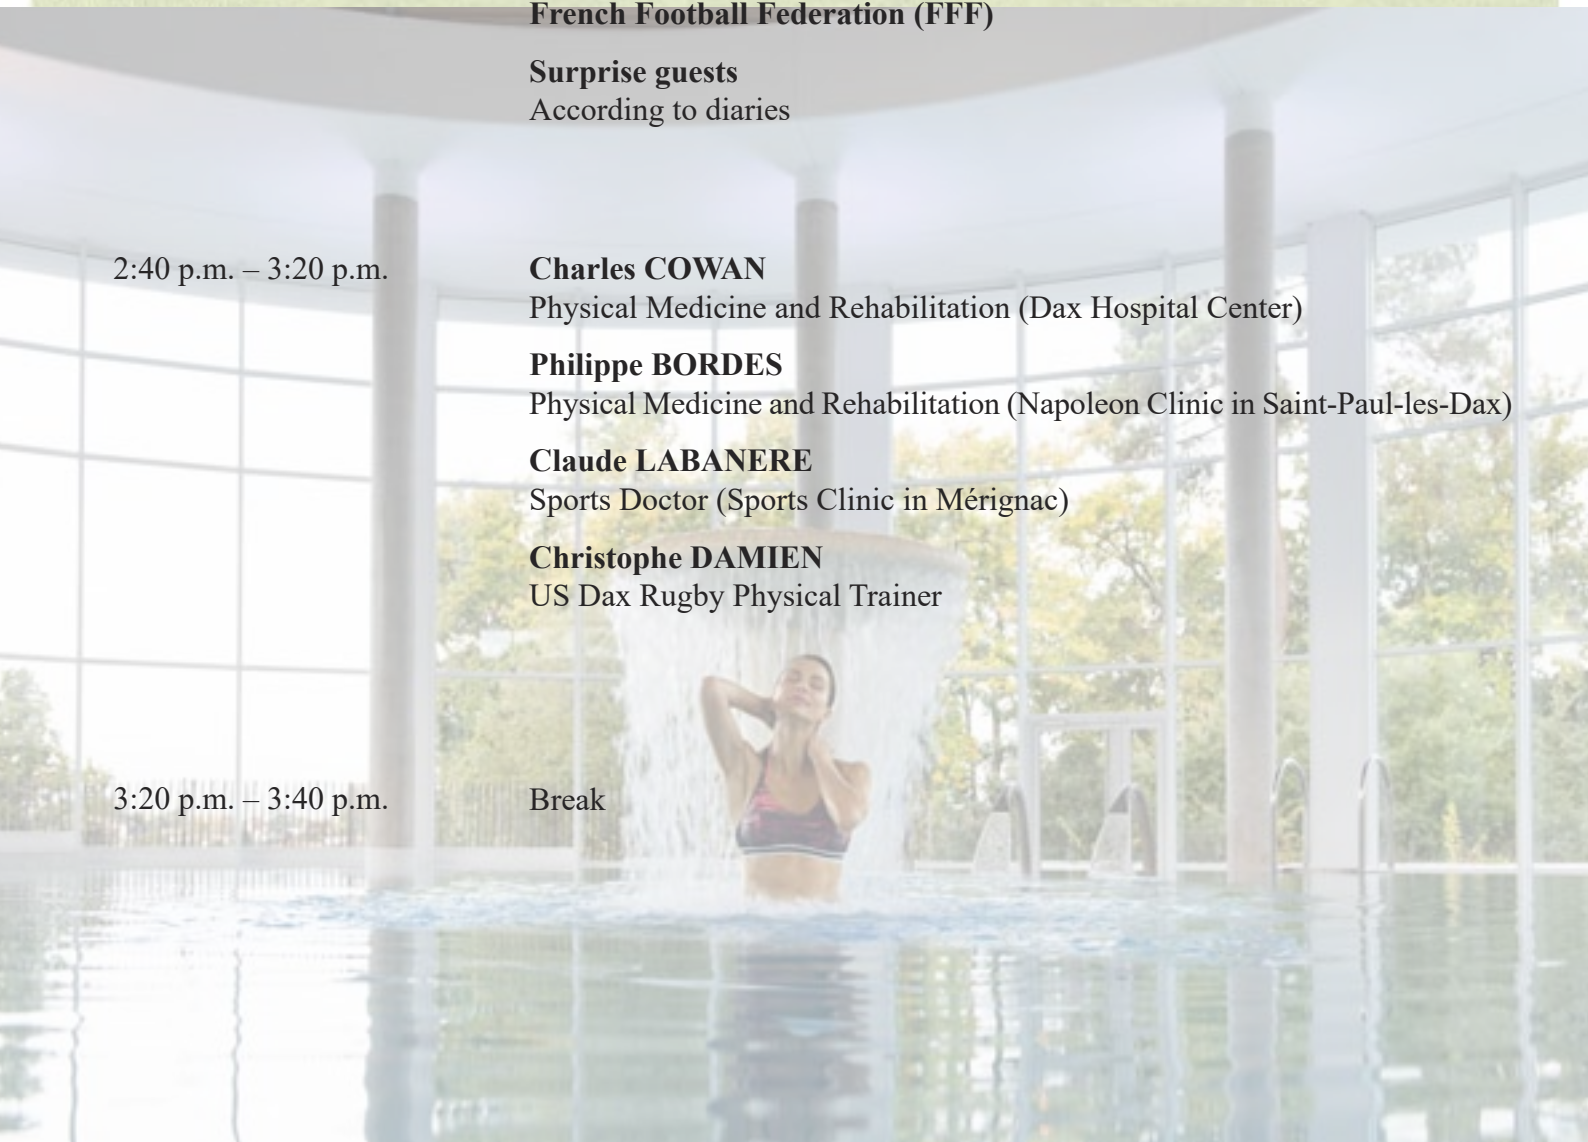 French Football Federation (FFF)
Surprise guests
According to diaries
2:40 p.m. – 3:20 p.m.
Charles COWAN
Physical Medicine and Rehabilitation (Dax Hospital Center)
Philippe BORDES
Physical Medicine and Rehabilitation (Napoleon Clinic in Saint-Paul-les-Dax)
Claude LABANERE
Sports Doctor (Sports Clinic in Mérignac)
Christophe DAMIEN
US Dax Rugby Physical Trainer
3:20 p.m. – 3:40 p.m.
Break